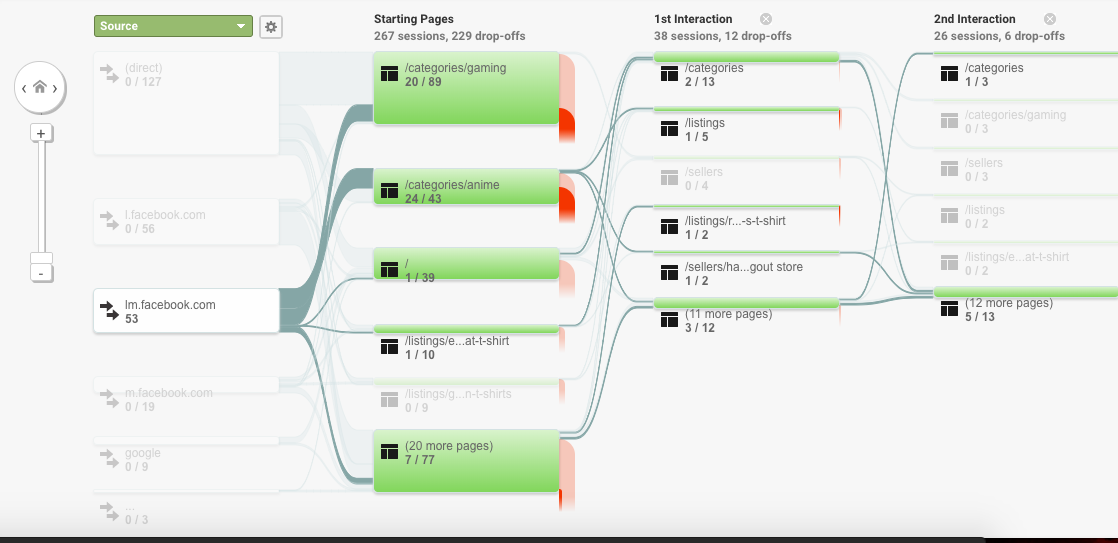 Source
Starting Pages
267 sessions, 229 drop-offs
1st Interaction
38 sessions, 12 drop-offs
2nd Interaction
26 sessions, 6 drop-offs
(direct)
0 / 127
l.facebook.com
0 / 56
lm.facebook.com
53
m.facebook.com
0 / 19
google
0 / 9
...
0 / 3
+
-
/categories/gaming
20 / 89
/categories/anime
24 / 43
/
1 / 39
/listings/e...at-t-shirt
1 / 10
/listings/g...n-t-shirts
0 / 9
(20 more pages)
7 / 77
/categories
2 / 13
/listings
1 / 5
/sellers
0 / 4
/listings/r...-s-t-shirt
1 / 2
/sellers/ha...gout store
1 / 2
(11 more pages)
3 / 12
/categories
1 / 3
/categories/gaming
0 / 3
/sellers
0 / 3
/listings
0 / 2
/listings/e...at-t-shirt
0 / 2
(12 more pages)
5 / 13